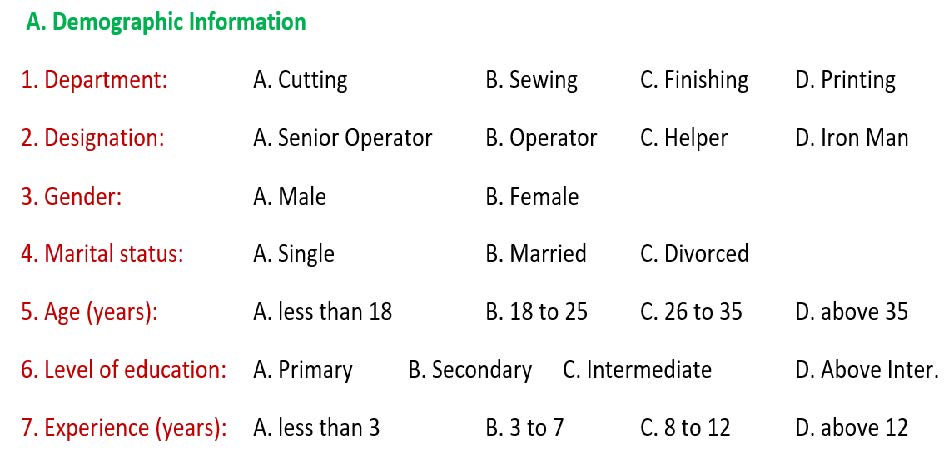 A. Demographic Information
1. Department: A. Cutting B. Sewing C. Finishing D. Printing
2. Designation: A. Senior Operator B. Operator C. Helper D. Iron Man
3. Gender: A. Male B. Female
4. Marital status: A. Single B. Married C. Divorced
5. Age (years): A. less than 18 B. 18 to 25 C. 26 to 35 D. above 35
6. Level of education: A. Primary B. Secondary C. Intermediate D. Above Inter.
7. Experience (years): A. less than 3 B. 3 to 7 C. 8 to 12 D. above 12